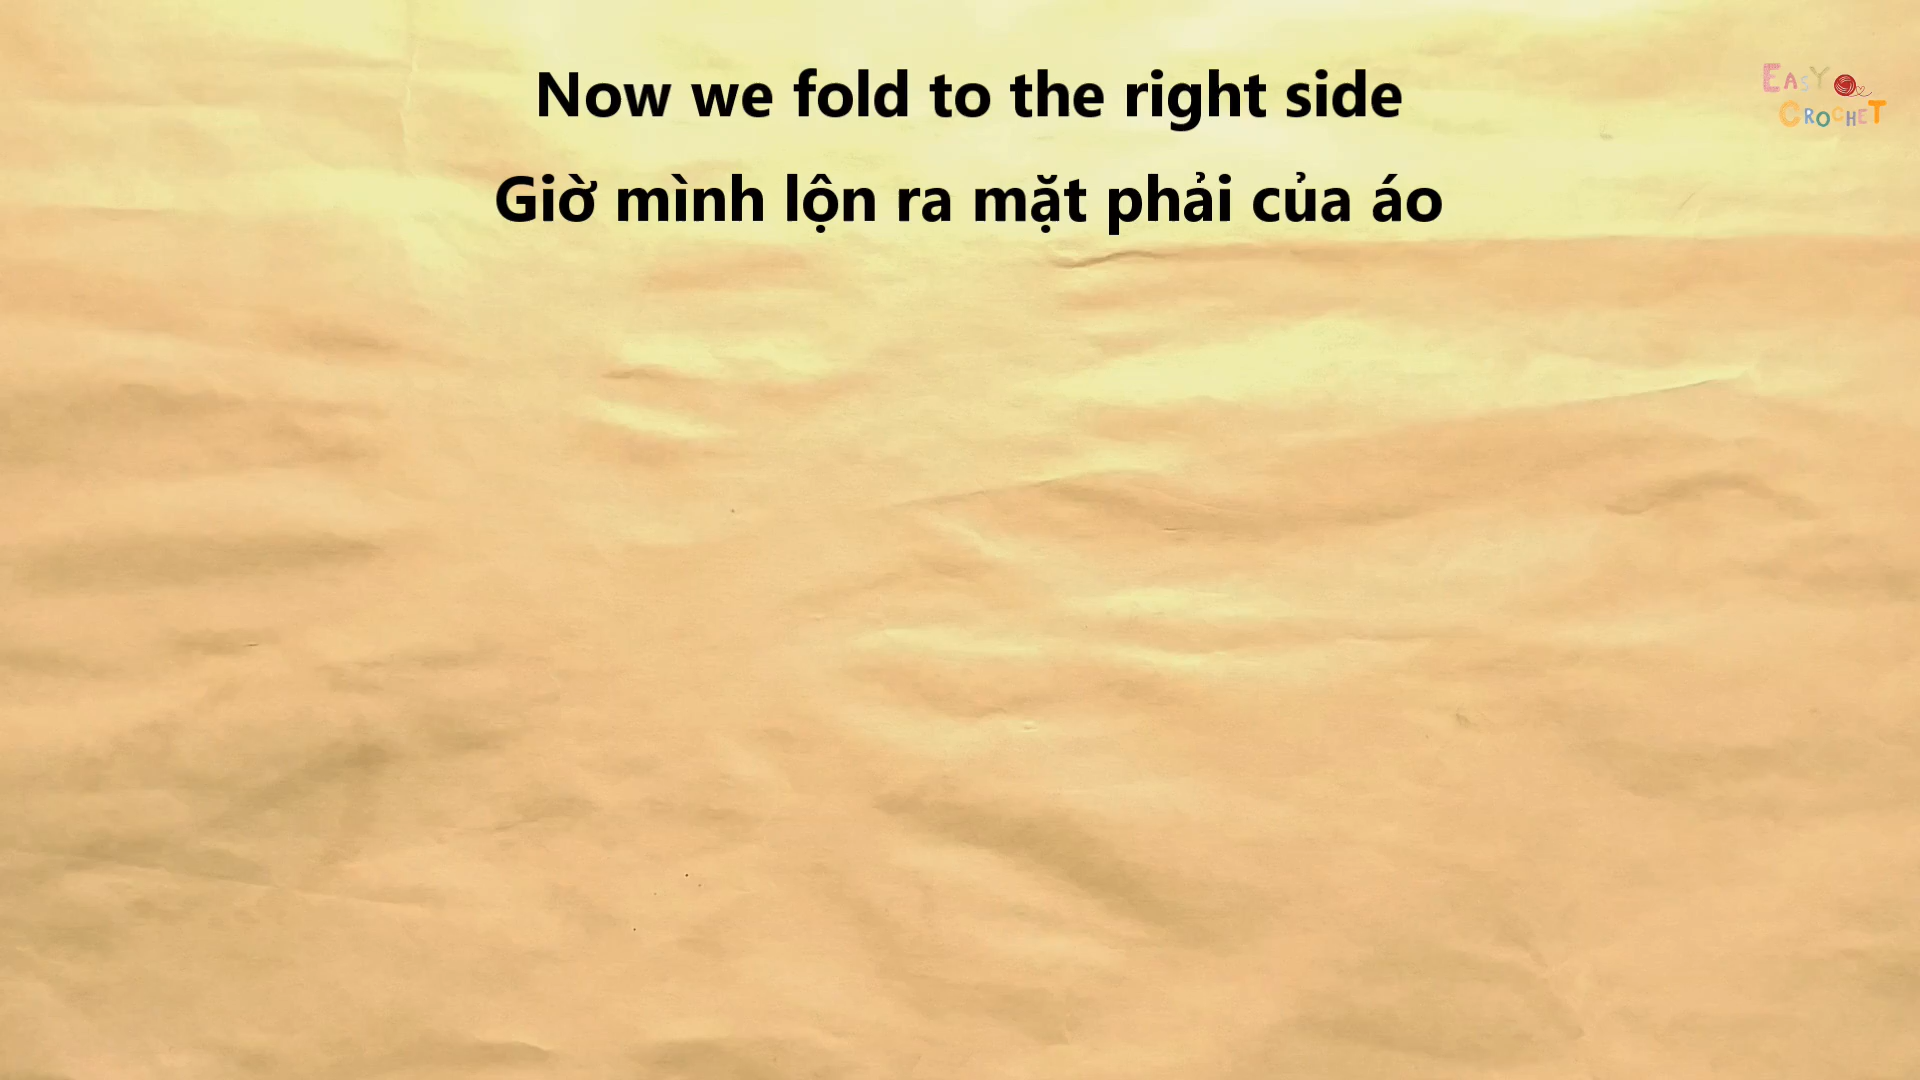 Now we fold to the right side
Giờ mình lộn ra mặt phải của áo
EASY
CROCHET